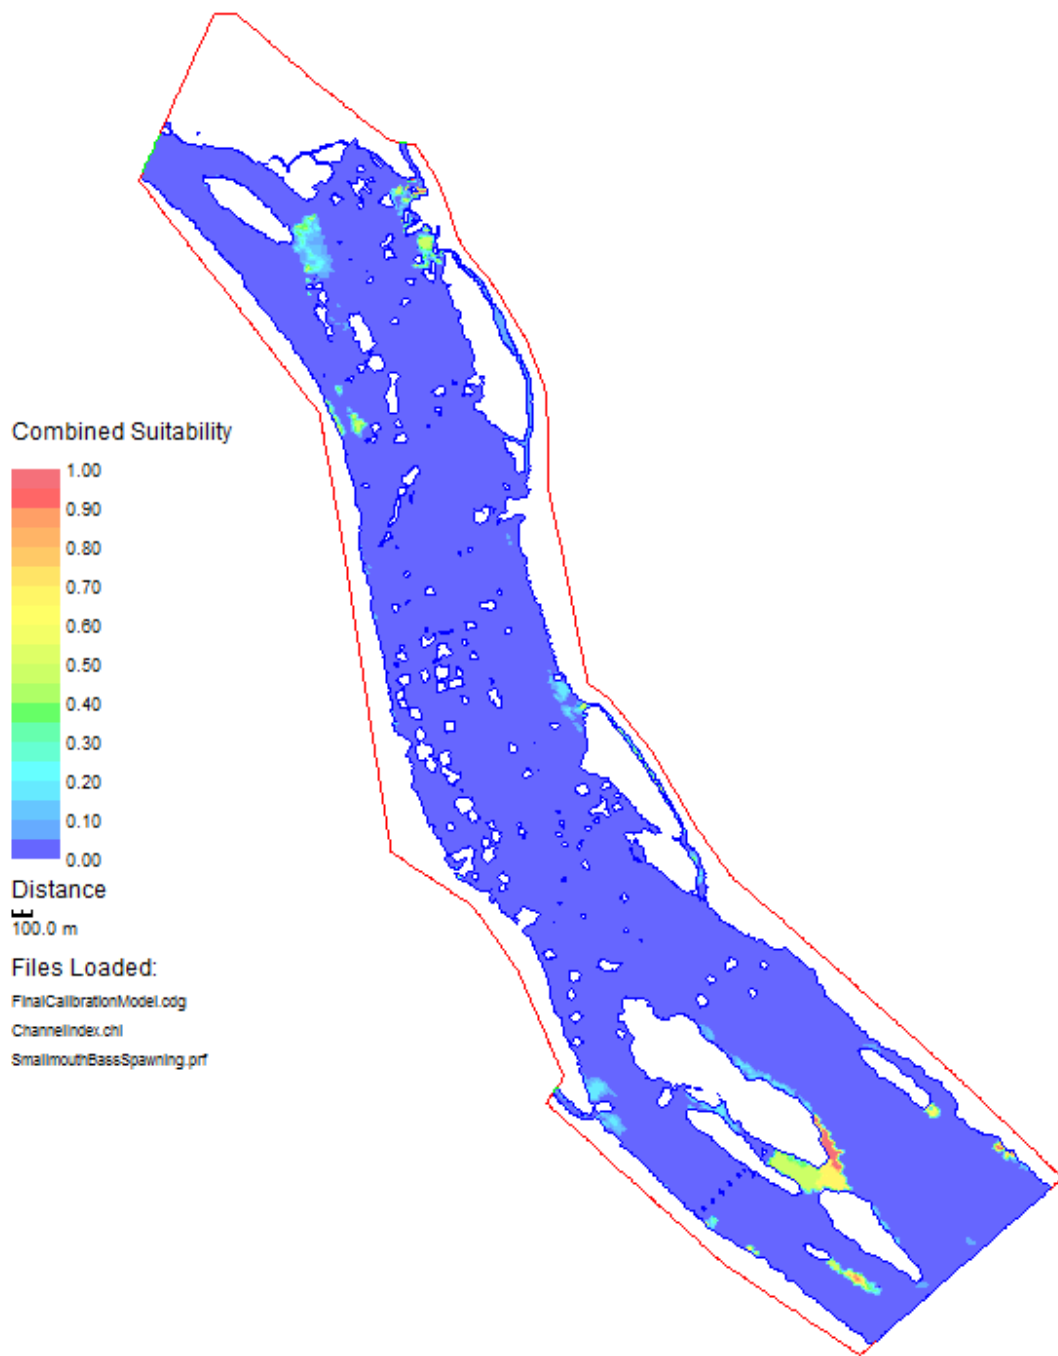 Combined Suitability
1.00
0.90
0.80
0.70
0.60
0.50
0.40
0.30
0.20
0.10
0.00
Distance
100.0 m
Files Loaded:
FinalCalibrationModel.cdg
ChannelIndex.chi
SmallmouthBassSpawning.prf